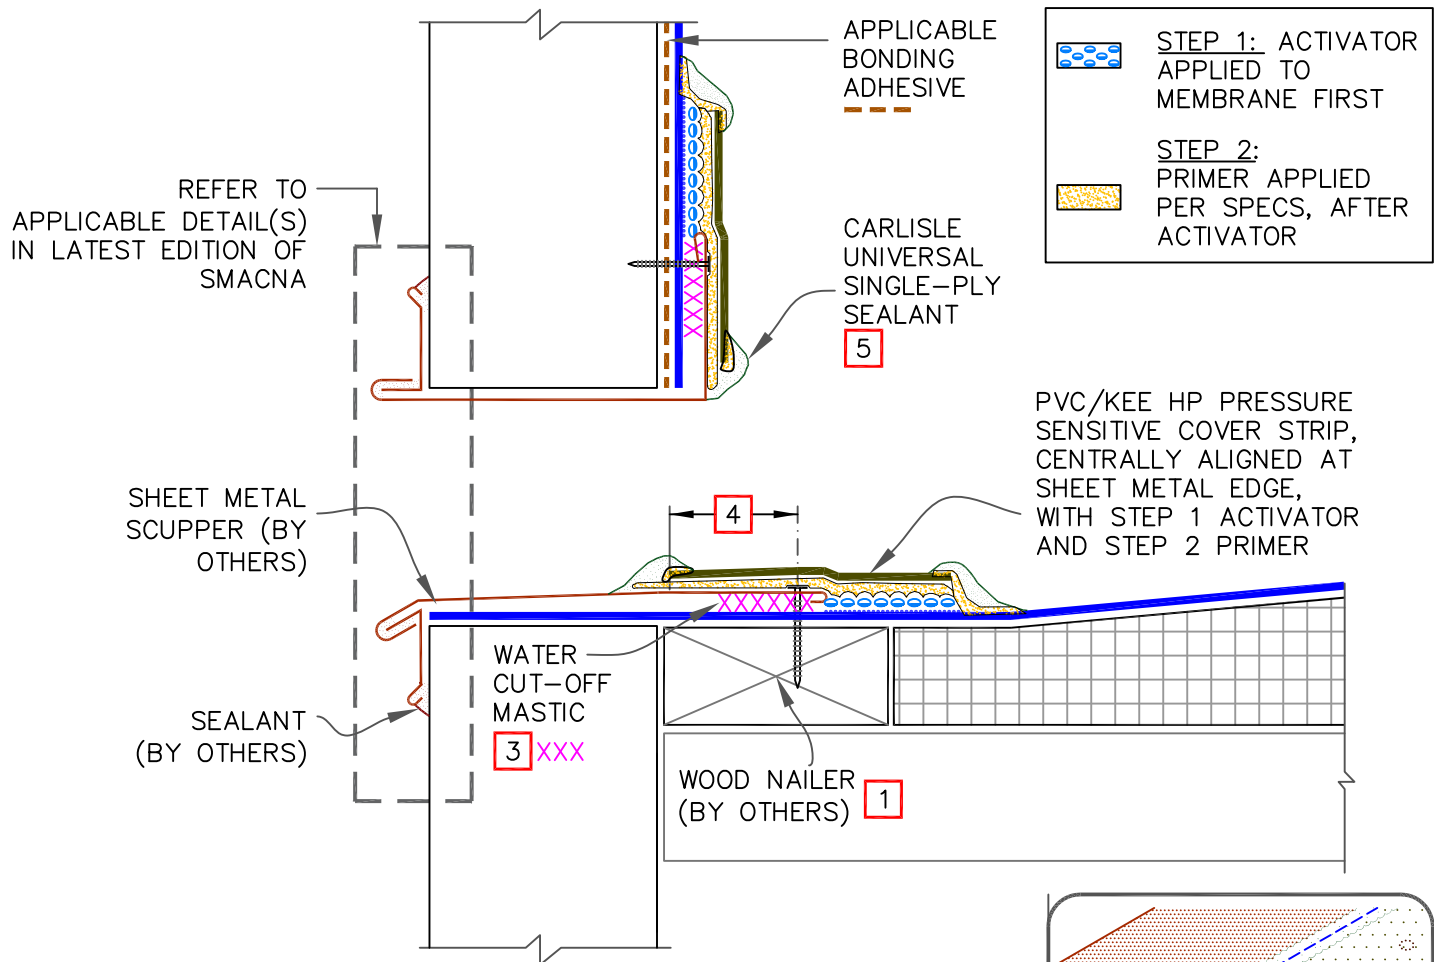 APPLICABLE
BONDING
ADHESIVE
STEP 1: ACTIVATOR
APPLIED TO
MEMBRANE FIRST
STEP 2:
PRIMER APPLIED
PER SPECS, AFTER
ACTIVATOR
REFER TO
APPLICABLE DETAIL(S)
IN LATEST EDITION OF
SMACNA
CARLISLE
UNIVERSAL
SINGLE-PLY
SEALANT
5
PVC/KEE HP PRESSURE
SENSITIVE COVER STRIP,
CENTRALLY ALIGNED AT
SHEET METAL EDGE,
WITH STEP 1 ACTIVATOR
AND STEP 2 PRIMER
SHEET METAL
SCUPPER (BY
OTHERS)
4
WATER
CUT-OFF
MASTIC
3 XXX
SEALANT
(BY OTHERS)
WOOD NAILER
(BY OTHERS) 1